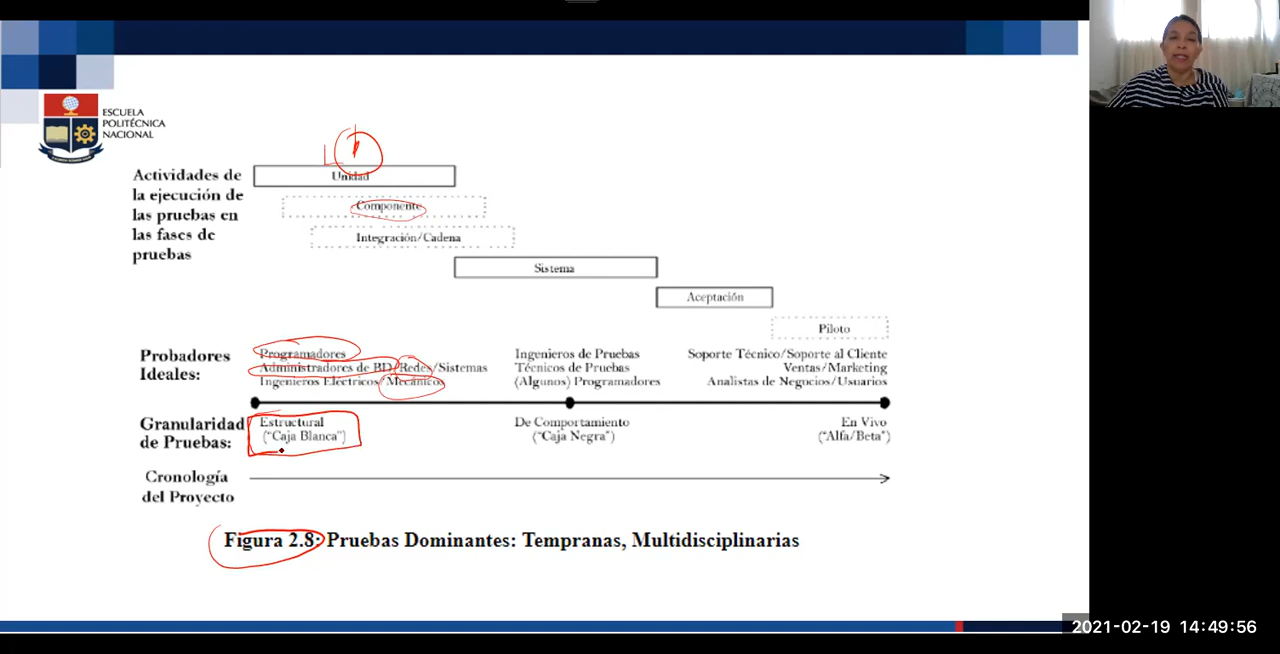 ESCUELA
POLITÉCNICA
NACIONAL
Actividades de
la ejecución de
las pruebas en
las fases de
pruebas
Unidad
Componente
Integración/Cadena
Sistema
Aceptación
Piloto
Probadores
Ideales:
Programadores
Administradores de BD/Redes/Sistemas
Ingenieros Eléctricos/Mecánicos
Ingenieros de Pruebas
Técnicos de Pruebas
(Algunos) Programadores
Soporte Técnico/Soporte al Cliente
Ventas/Marketing
Analistas de Negocios/Usuarios
Granularidad
de Pruebas:
Estructural
("Caja Blanca")
De Comportamiento
("Caja Negra")
En Vivo
("Alfa/Beta")
Cronología
del Proyecto
Figura 2.8: Pruebas Dominantes: Tempranas, Multidisciplinarias
2021-02-19 14:49:56